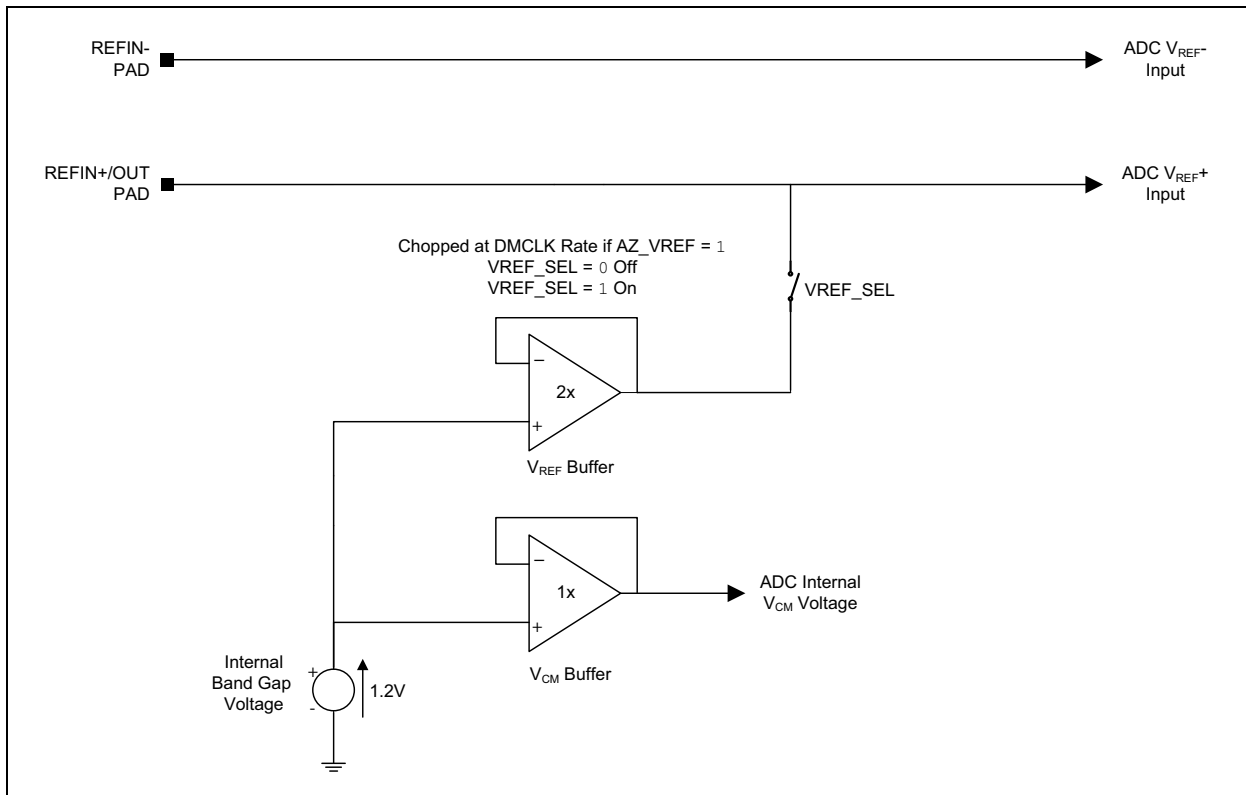 REFIN-
PAD
ADC VREF-
Input
REFIN+/OUT
PAD
ADC VREF+
Input
Chopped at DMCLK Rate if AZ_VREF = 1
VREF_SEL = 0 Off
VREF_SEL = 1 On
VREF_SEL
−
2x
+
VREF Buffer
−
1x
+
ADC Internal
VCM Voltage
VCM Buffer
Internal
Band Gap
Voltage
+
-
1.2V